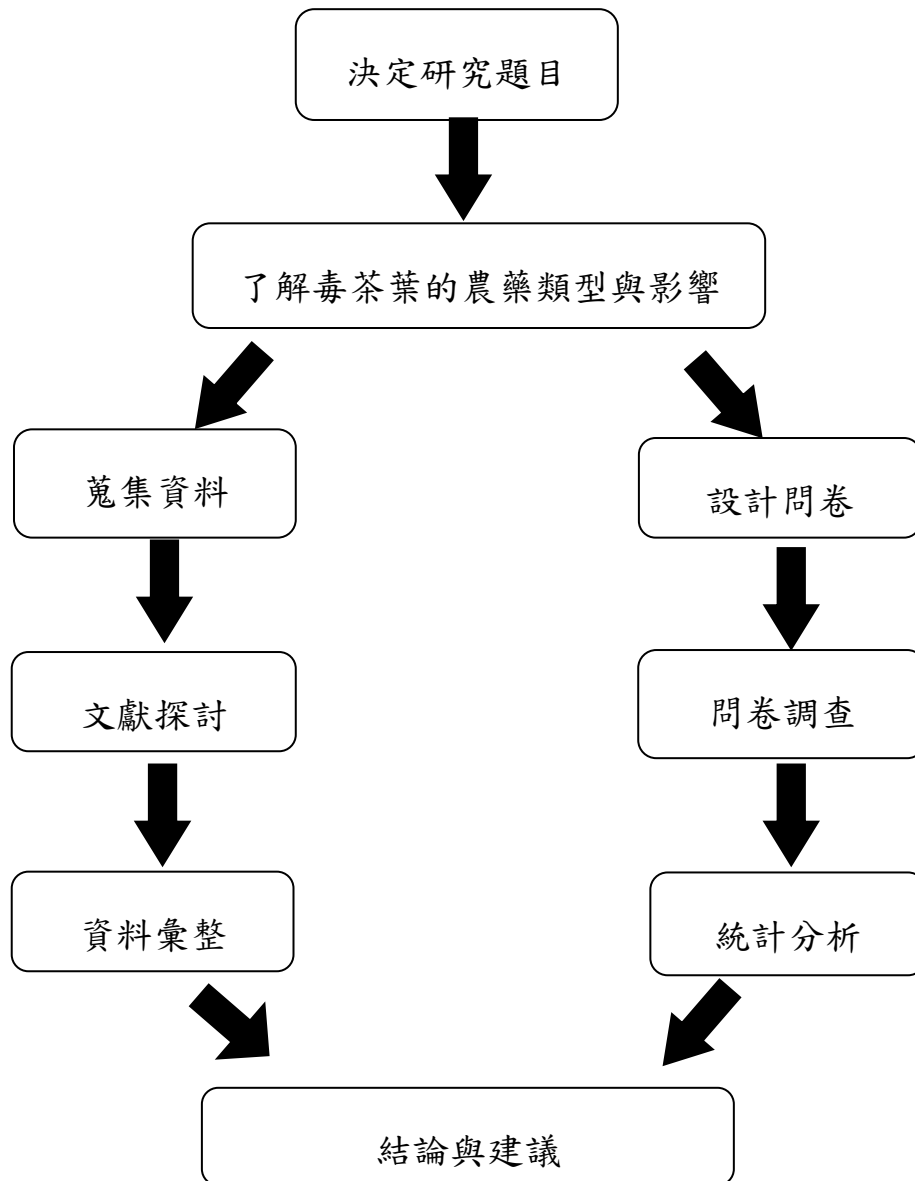 決定研究題目
了解毒茶葉的農藥類型與影響
蒐集資料
設計問卷
文獻探討
問卷調查
資料彙整
統計分析
結論與建議